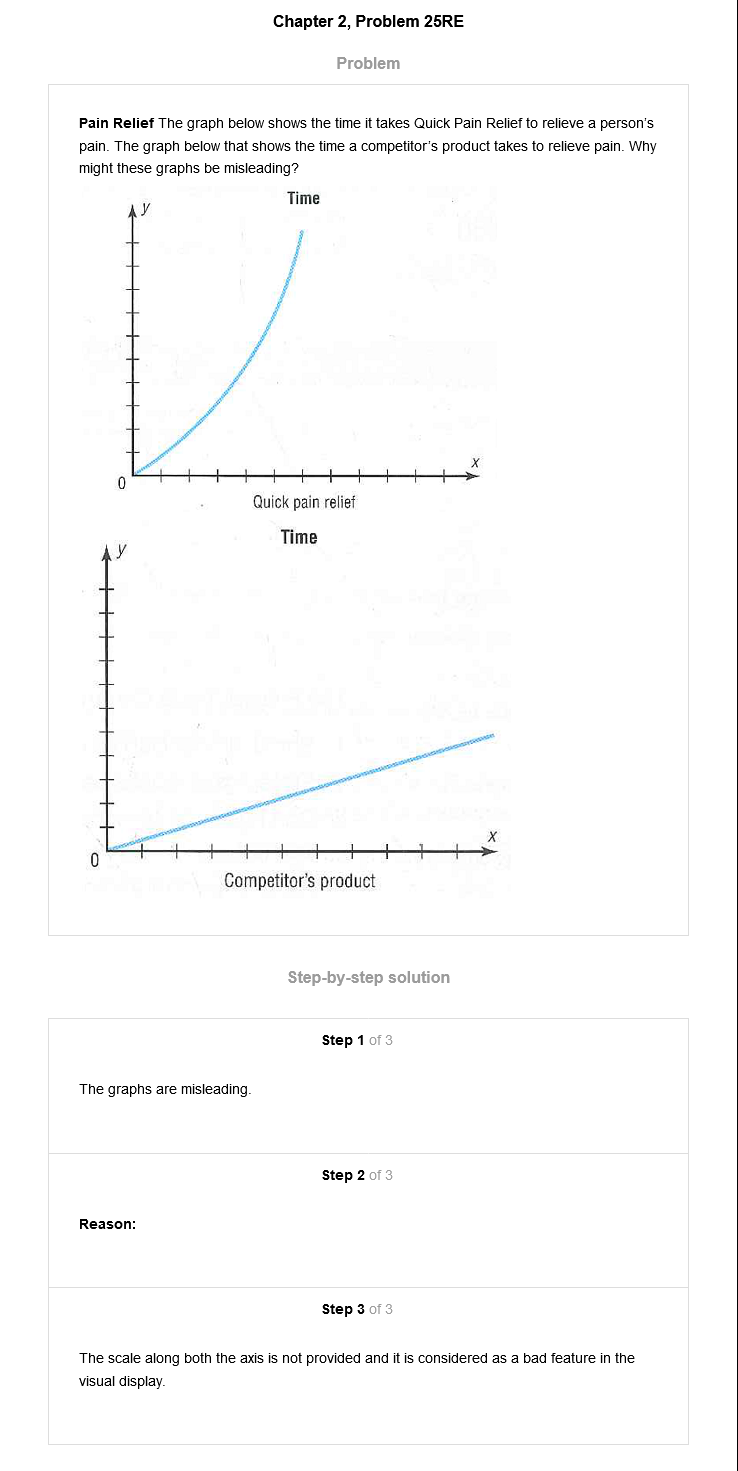 Chapter 2, Problem 25RE
Problem
Pain Relief The graph below shows the time it takes Quick Pain Relief to relieve a person's
pain. The graph below that shows the time a competitor's product takes to relieve pain. Why
might these graphs be misleading?
Time
y
x
0
Quick pain relief
Time
y
x
0
Competitor's product
Step-by-step solution
Step 1 of 3
The graphs are misleading.
Step 2 of 3
Reason:
Step 3 of 3
The scale along both the axis is not provided and it is considered as a bad feature in the
visual display.